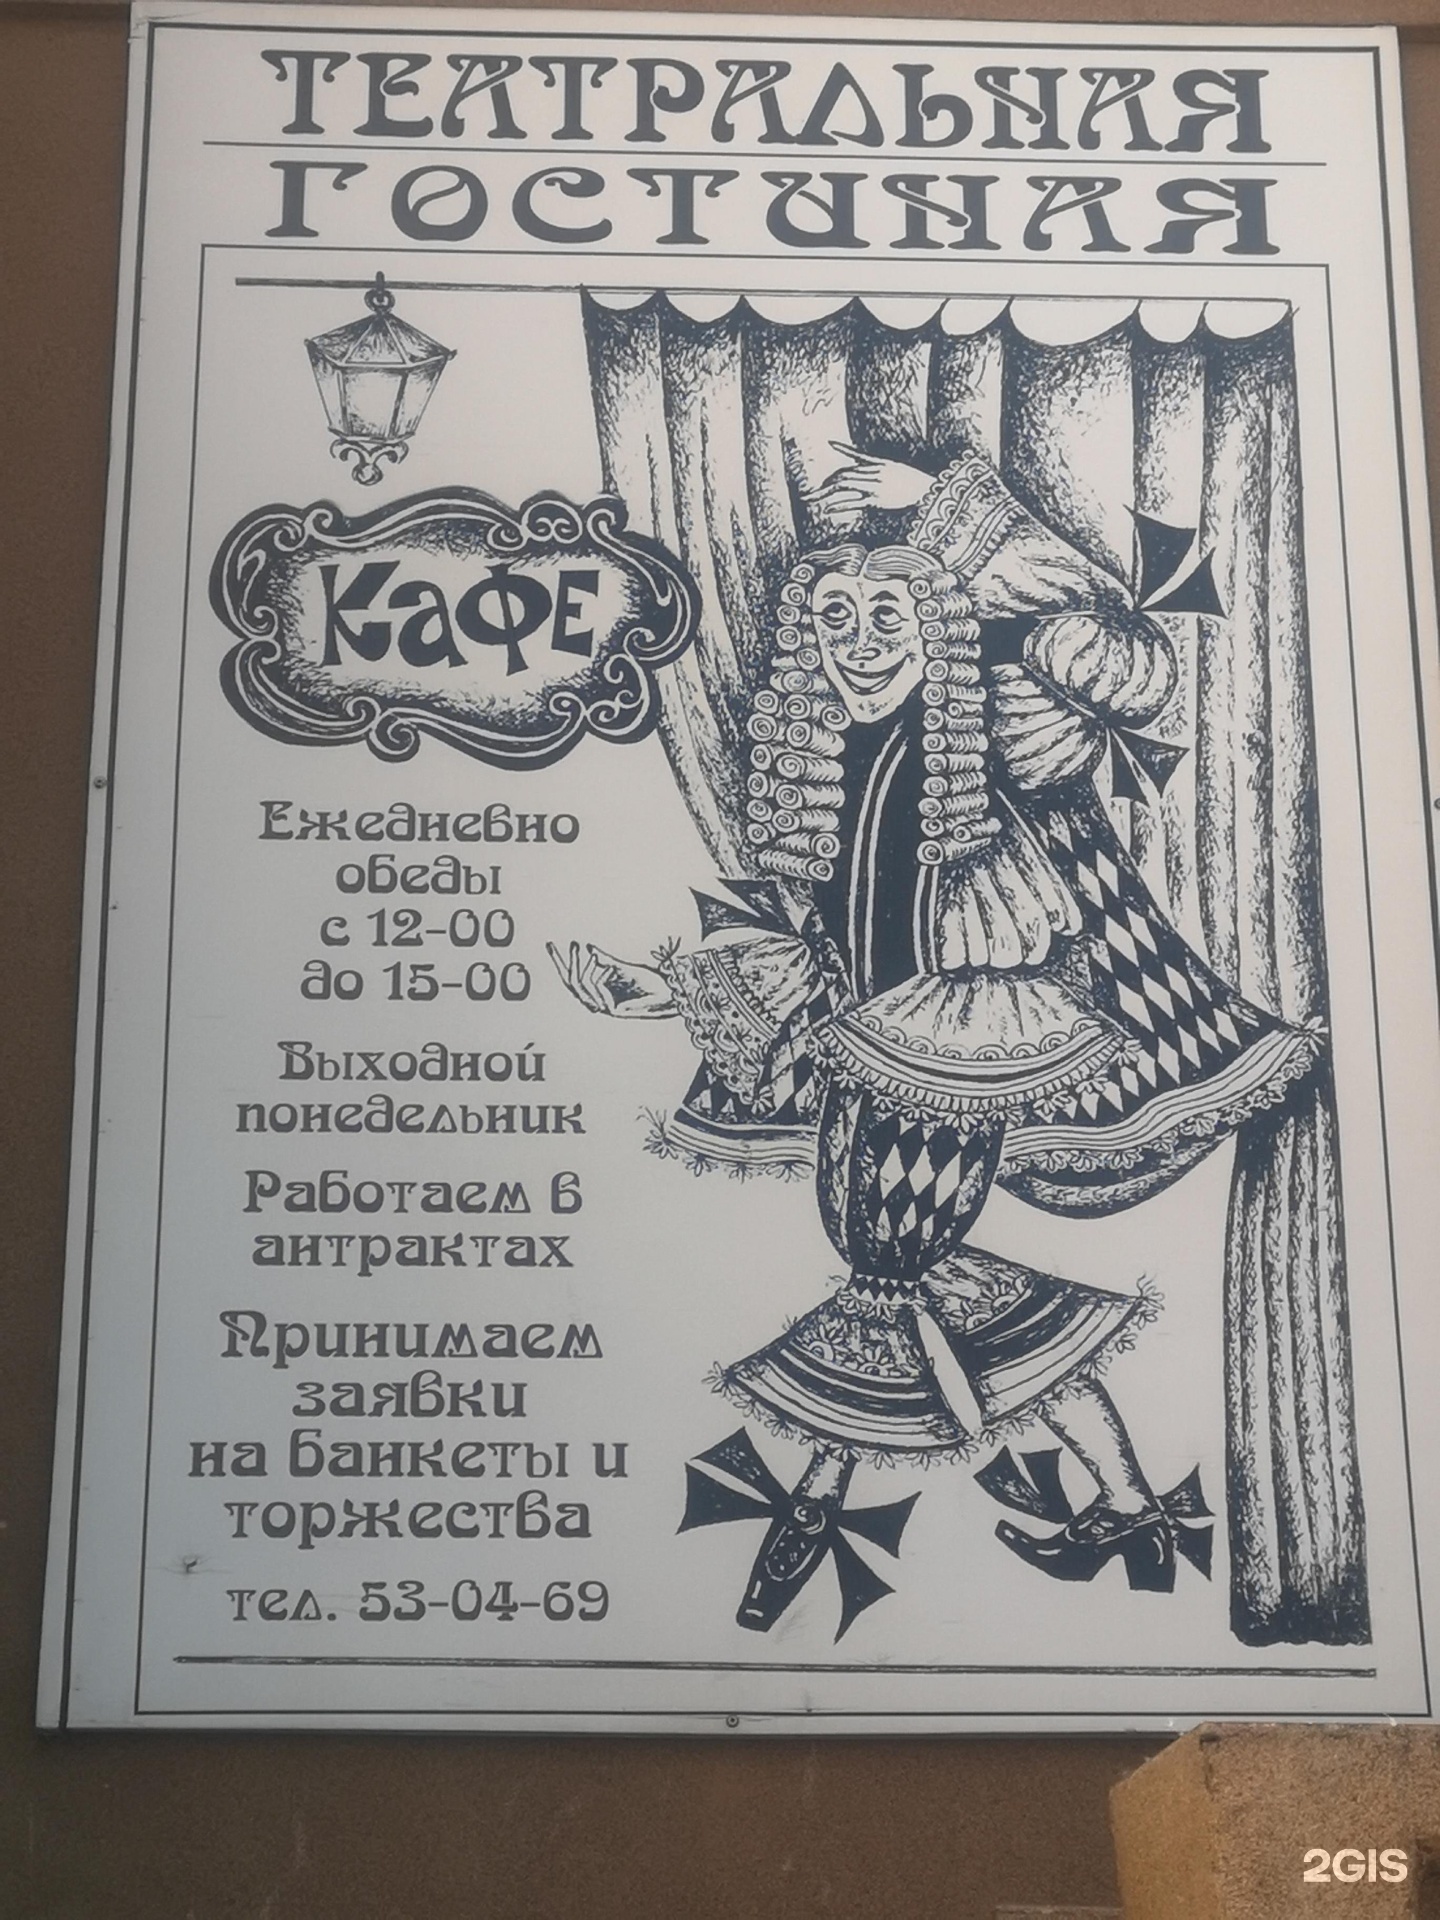 ТЕАТРАЛЬНАЯ
ГОСТИНАЯ
кафе
Ежедневно
обеды
с 12-00
до 15-00
Выходной
понедельник
Работаем в
антрактах
Принимаем
заявки
на банкеты и
торжества
тел. 53-04-69
2GIS